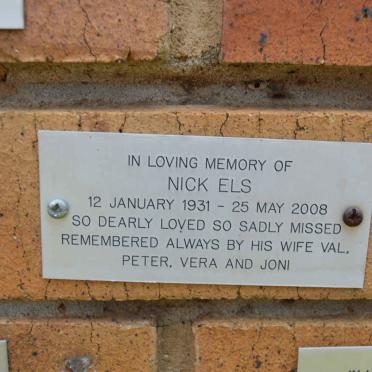 IN LOVING MEMORY OF
NICK ELS
12 JANUARY 1931 - 25 MAY 2008
SO DEARLY LOVED SO SADLY MISSED
REMEMBERED ALWAYS BY HIS WIFE VAL,
PETER, VERA AND JONI